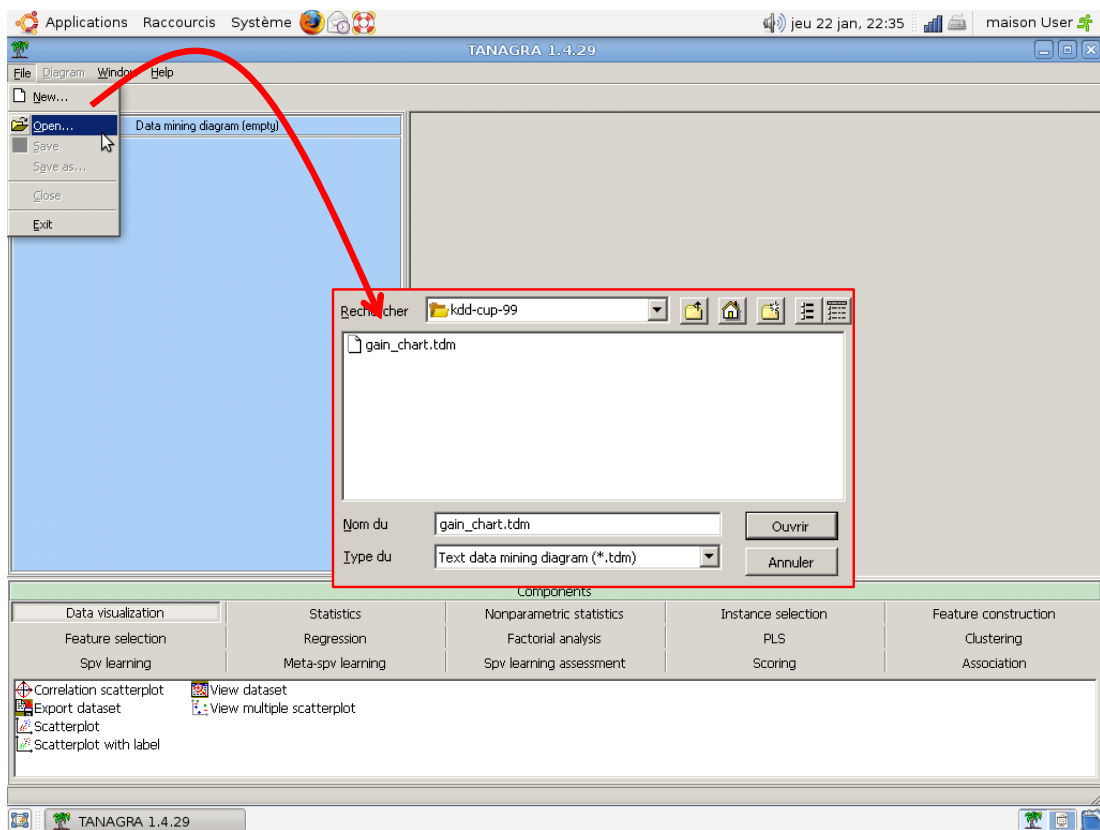 Applications Raccourcis Système jeu 22 jan, 22:35 maison User
TANAGRA 1.4.29
File Diagram Window Help
New...
Open... Data mining diagram (empty)
Save
Save as...
Close
Exit
Rechercher kdd-cup-99
gain_chart.tdm
Nom du gain_chart.tdm Ouvrir
Type du Text data mining diagram (*.tdm) Annuler
Components
Data visualization Statistics Nonparametric statistics Instance selection Feature construction
Feature selection Regression Factorial analysis PLS Clustering
Spv learning Meta-spv learning Spv learning assessment Scoring Association
Correlation scatterplot View dataset
Export dataset View multiple scatterplot
Scatterplot
Scatterplot with label
TANAGRA 1.4.29